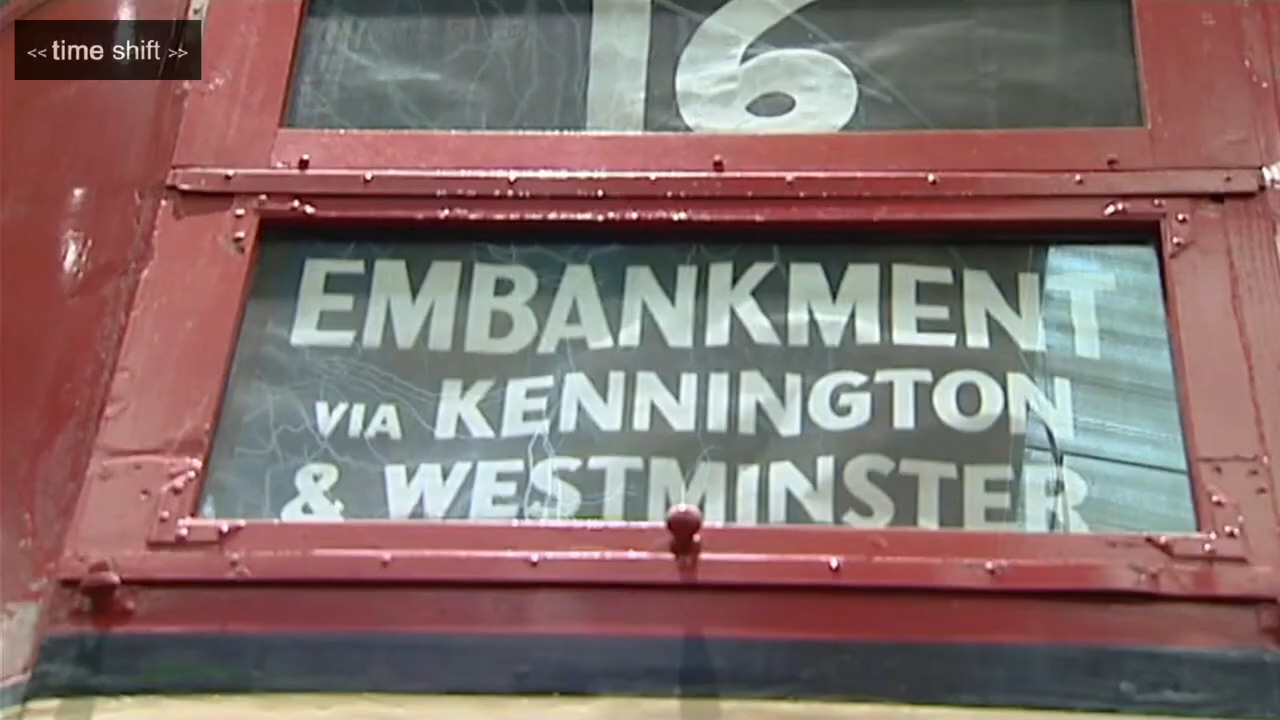 << time shift >>
16
EMBANKMENT
VIA KENNINGTON
& WESTMINSTER